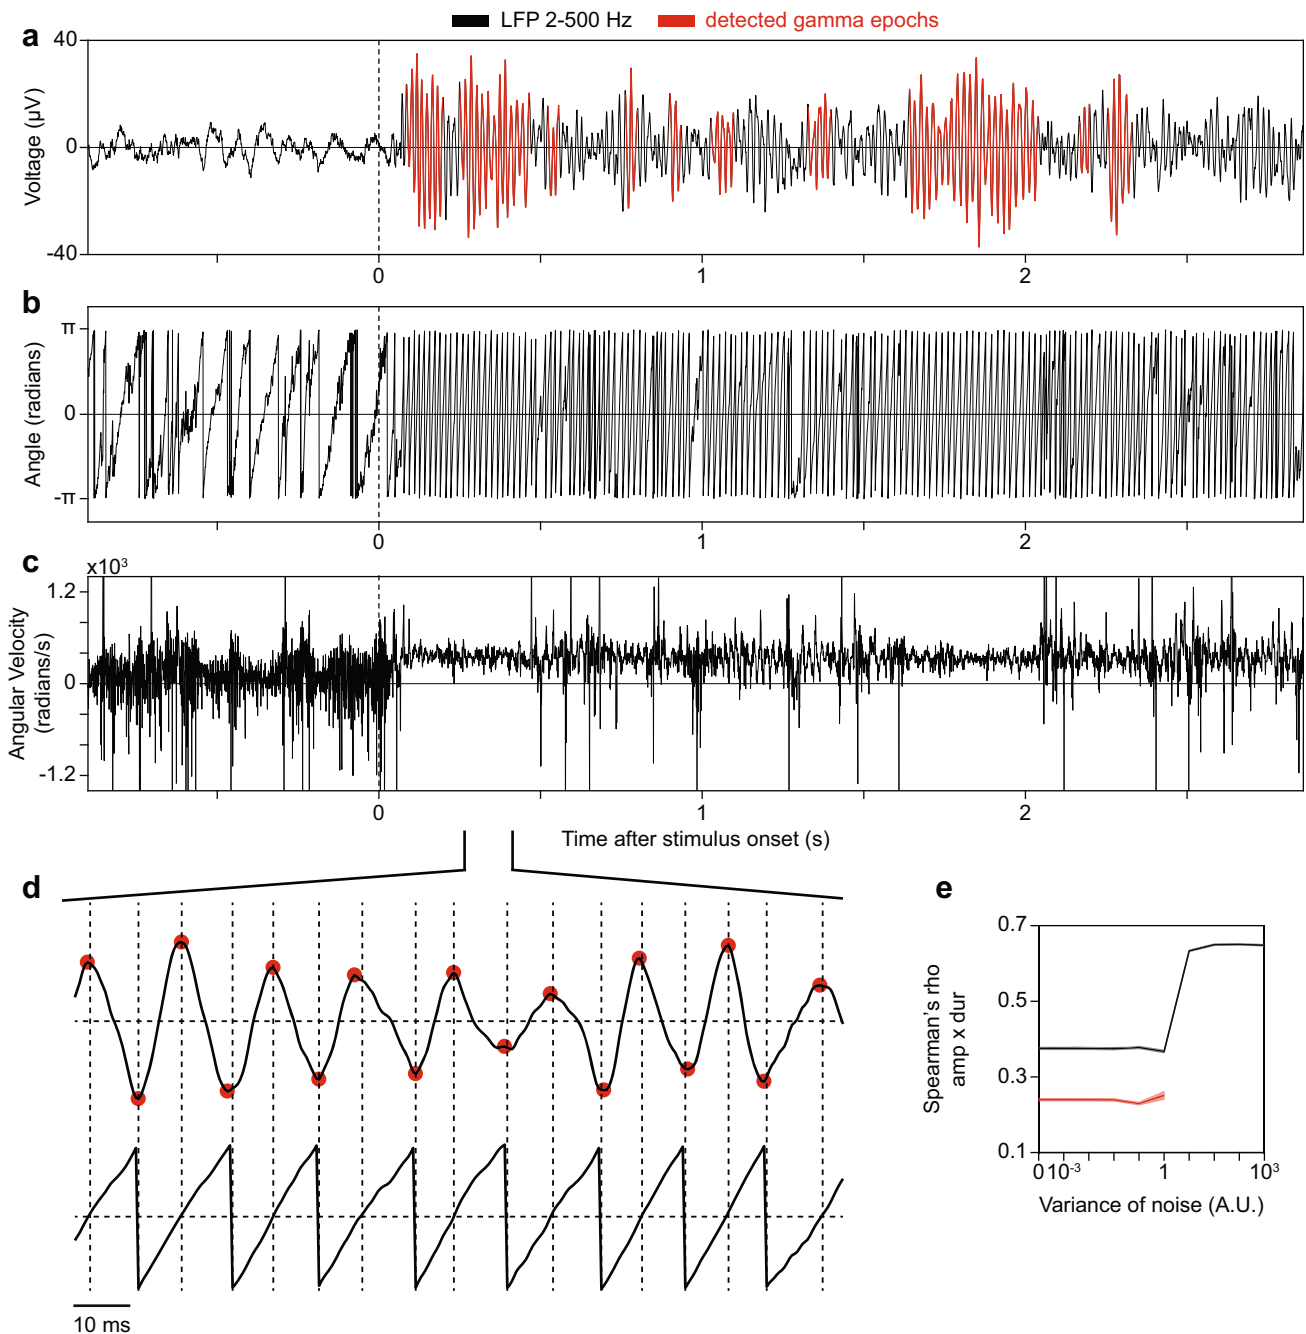 LFP 2-500 Hz detected gamma epochs
a
40
0
-40
Voltage (µV)
0 1 2
b
π
0
-π
Angle (radians)
0 1 2
c
x10³
1.2
0
-1.2
Angular Velocity
(radians/s)
0 1 2
Time after stimulus onset (s)
d
10 ms
e
0.7
0.5
0.3
0.1
Spearman's rho
amp x dur
0 10⁻³ 1 10³
Variance of noise (A.U.)